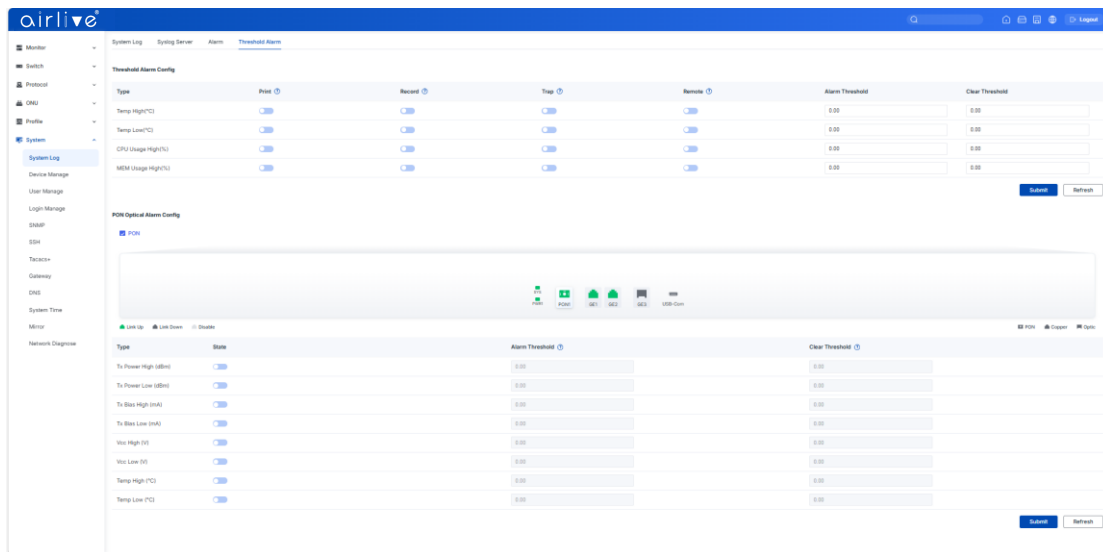 airlive®
Logout
Monitor
Switch
Protocol
ONU
Profile
System
System Log
Device Manage
User Manage
Login Manage
SNMP
SSH
Tacacs+
Gateway
DNS
System Time
Mirror
Network Diagnose
System Log Syslog Server Alarm Threshold Alarm
Threshold Alarm Config
Type Print Record Trap Remote Alarm Threshold Clear Threshold
Temp High(°C) 0.00 0.00
Temp Low(°C) 0.00 0.00
CPU Usage High(%) 0.00 0.00
MEM Usage High(%) 0.00 0.00
Submit Refresh
PON Optical Alarm Config
PON
SYS
PWR
PON1 GE1 GE2 GE3 USB-Com
Link Up Link Down Disable PON Copper Optic
Type State Alarm Threshold Clear Threshold
Tx Power High (dBm) 0.00 0.00
Tx Power Low (dBm) 0.00 0.00
Tx Bias High (mA) 0.00 0.00
Tx Bias Low (mA) 0.00 0.00
Vcc High (V) 0.00 0.00
Vcc Low (V) 0.00 0.00
Temp High (°C) 0.00 0.00
Temp Low (°C) 0.00 0.00
Submit Refresh